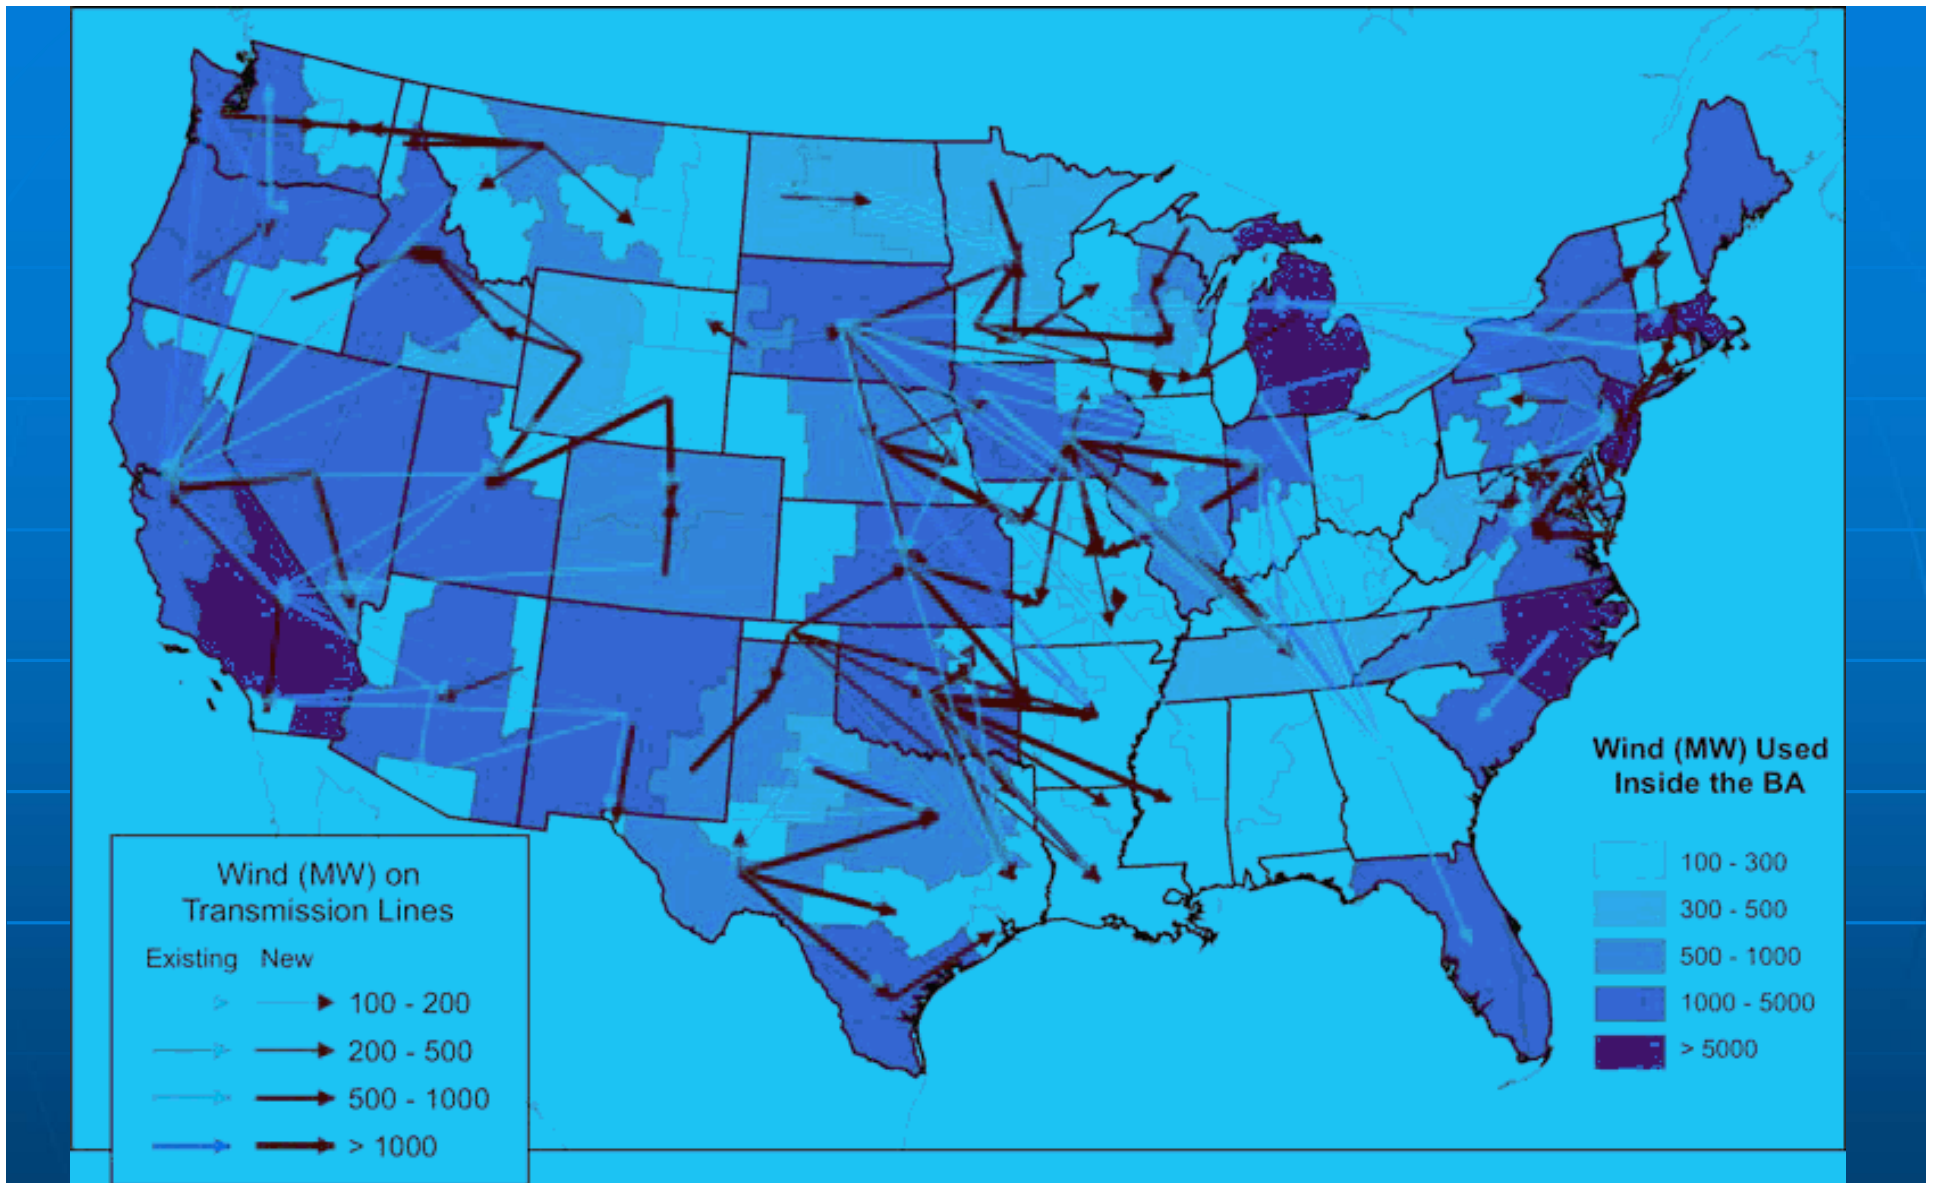 Wind (MW) Used
Inside the BA
100 - 300
300 - 500
500 - 1000
1000 - 5000
> 5000
Wind (MW) on
Transmission Lines
Existing New
100 - 200
200 - 500
500 - 1000
> 1000